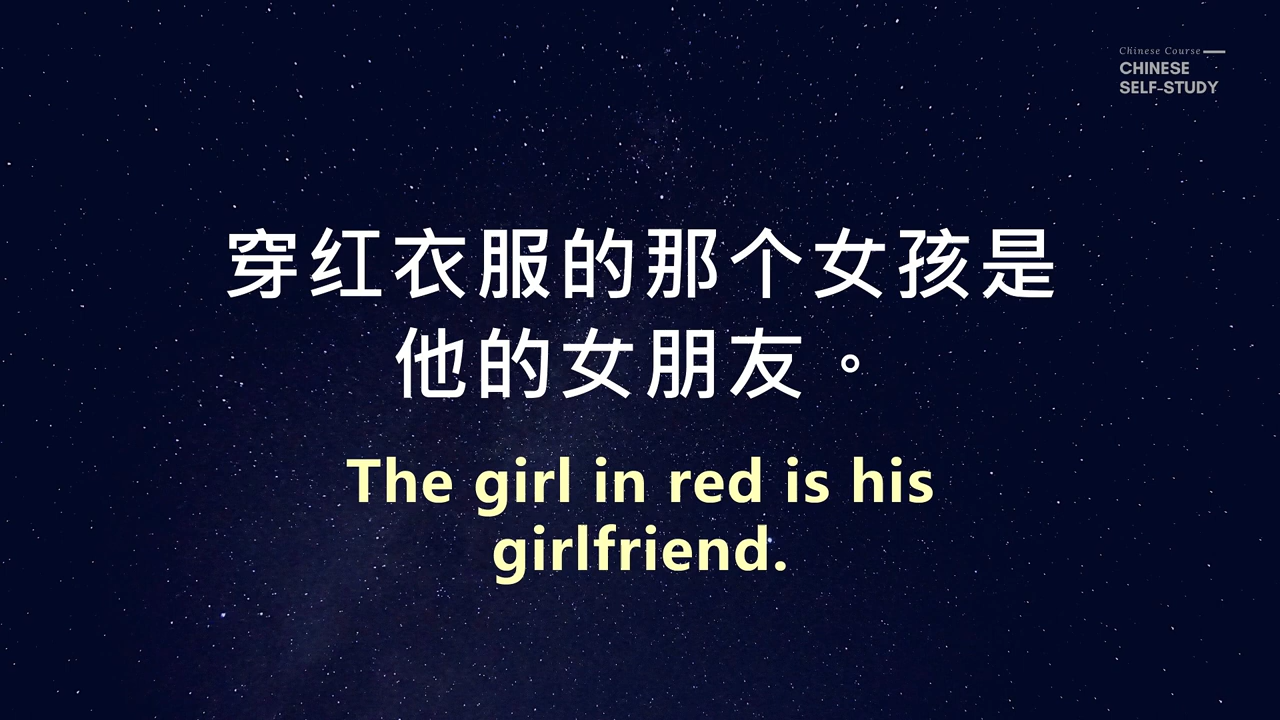 Chinese Course
CHINESE
SELF-STUDY
穿红衣服的那个女孩是
他的女朋友。
The girl in red is his
girlfriend.